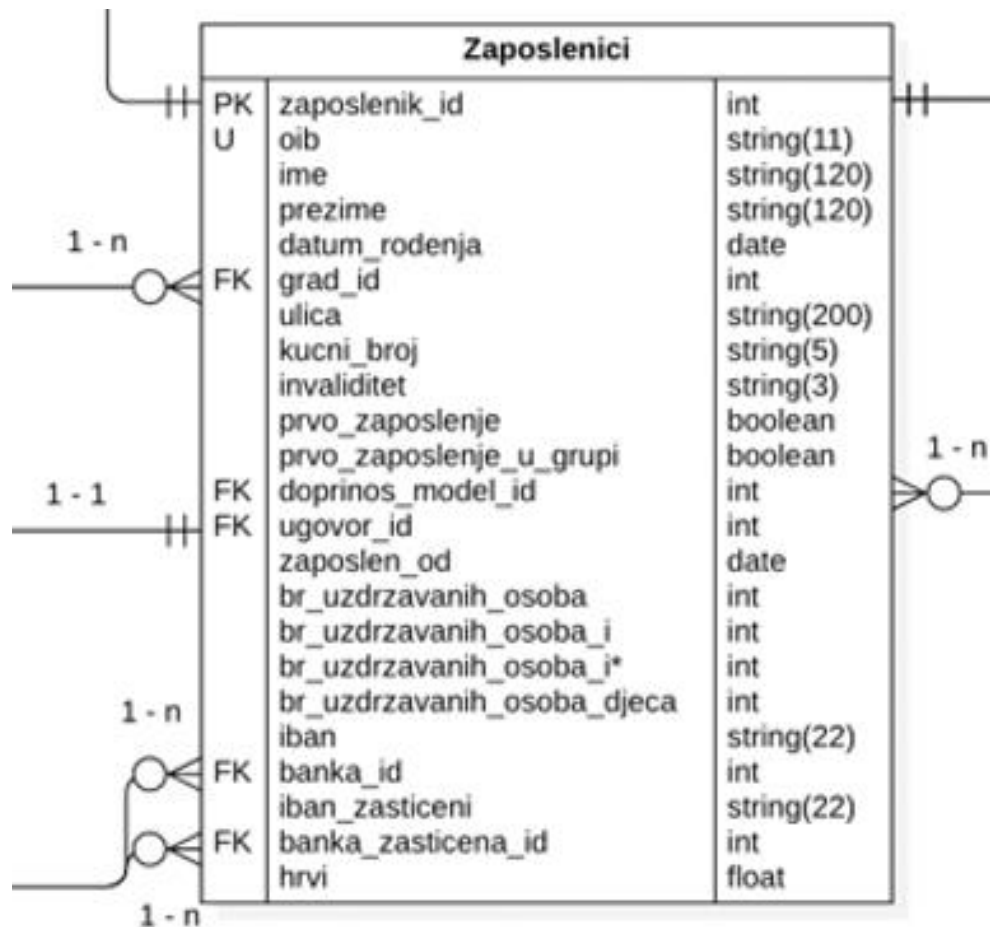 Zaposlenici
PK zaposlenik_id int
U oib string(11)
ime string(120)
prezime string(120)
1 - n
datum_rodenja date
FK grad_id int
ulica string(200)
kucni_broj string(5)
invaliditet string(3)
prvo_zaposlenje boolean
prvo_zaposlenje_u_grupi boolean
1 - n
1 - 1
FK doprinos_model_id int
FK ugovor_id int
zaposlen_od date
br_uzdrzavanih_osoba int
br_uzdrzavanih_osoba_i int
br_uzdrzavanih_osoba_i* int
br_uzdrzavanih_osoba_djeca int
1 - n
iban string(22)
FK banka_id int
iban_zasticeni string(22)
FK banka_zasticena_id int
hrvi float
1 - n